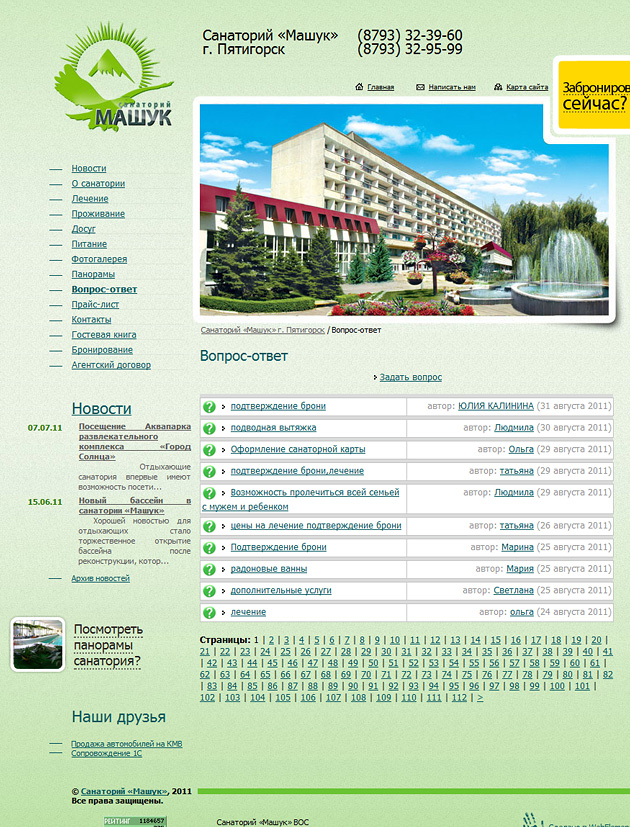 санаторий
МАШУК
Санаторий «Машук»
г. Пятигорск
(8793) 32-39-60
(8793) 32-95-99
Главная Написать нам Карта сайта
Заброниров
сейчас?
Новости
О санатории
Лечение
Проживание
Досуг
Питание
Фотогалерея
Панорамы
Вопрос-ответ
Прайс-лист
Контакты
Гостевая книга
Бронирование
Агентский договор
Санаторий «Машук» г. Пятигорск / Вопрос-ответ
Вопрос-ответ
Задать вопрос
подтверждение брони автор: ЮЛИЯ КАЛИНИНА (31 августа 2011)
подводная вытяжка автор: Людмила (30 августа 2011)
Оформление санаторной карты автор: Ольга (29 августа 2011)
подтверждение брони,лечение автор: татьяна (29 августа 2011)
Возможность пролечиться всей семьей автор: Людмила (29 августа 2011)
с мужем и ребенком
цены на лечение подтверждение брони автор: татьяна (26 августа 2011)
Подтверждение брони автор: Марина (25 августа 2011)
радоновые ванны автор: Мария (25 августа 2011)
дополнительные услуги автор: Светлана (25 августа 2011)
лечение автор: ольга (24 августа 2011)
Страницы: 1 | 2 | 3 | 4 | 5 | 6 | 7 | 8 | 9 | 10 | 11 | 12 | 13 | 14 | 15 | 16 | 17 | 18 | 19 | 20 |
21 | 22 | 23 | 24 | 25 | 26 | 27 | 28 | 29 | 30 | 31 | 32 | 33 | 34 | 35 | 36 | 37 | 38 | 39 | 40 | 41
| 42 | 43 | 44 | 45 | 46 | 47 | 48 | 49 | 50 | 51 | 52 | 53 | 54 | 55 | 56 | 57 | 58 | 59 | 60 | 61 |
62 | 63 | 64 | 65 | 66 | 67 | 68 | 69 | 70 | 71 | 72 | 73 | 74 | 75 | 76 | 77 | 78 | 79 | 80 | 81 | 82
| 83 | 84 | 85 | 86 | 87 | 88 | 89 | 90 | 91 | 92 | 93 | 94 | 95 | 96 | 97 | 98 | 99 | 100 | 101 |
102 | 103 | 104 | 105 | 106 | 107 | 108 | 109 | 110 | 111 | 112 | >
Новости
07.07.11 Посещение Аквапарка
развлекательного
комплекса «Город
Солнца»
Отдыхающие
санатория впервые имеют
возможность посети...
15.06.11 Новый бассейн в
санатории «Машук»
Хорошей новостью для
отдыхающих стало
торжественное открытие
бассейна после
реконструкции, котор...
Архив новостей
Посмотреть
панорамы
санатория?
Наши друзья
Продажа автомобилей на КМВ
Сопровождение 1С
© Санаторий «Машук», 2011
Все права защищены.
РЕЙТИНГ 1184657
Санаторий «Машук» ВОС
Сделано в WebElemen